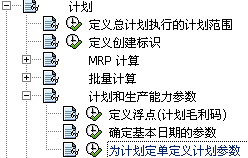 计划
定义总计划执行的计划范围
定义创建标识
MRP 计算
批量计算
计划和生产能力参数
定义浮点(计划毛利码)
确定基本日期的参数
为计划定单定义计划参数